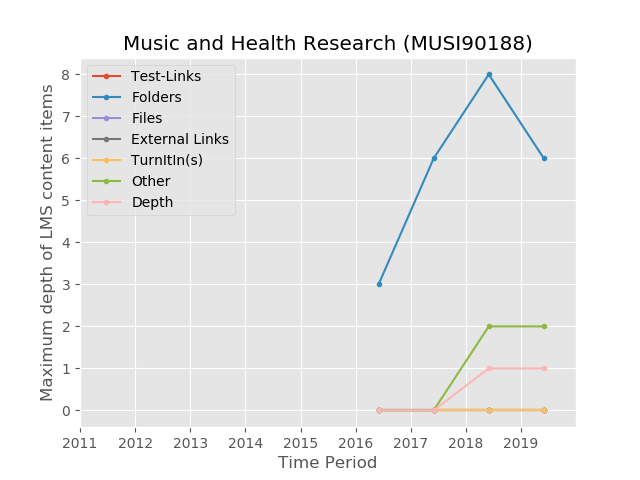 Music and Health Research (MUSI90188)
Maximum depth of LMS content items
8
7
6
5
4
3
2
1
0
Test-Links
Folders
Files
External Links
TurnItIn(s)
Other
Depth
2011 2012 2013 2014 2015 2016 2017 2018 2019
Time Period